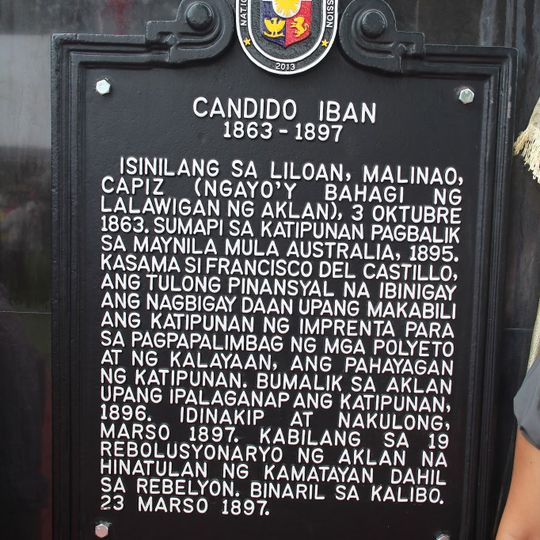 2013
CANDIDO IBAN
1863 - 1897
ISINILANG SA LILOAN, MALINAO,
CAPIZ (NGAYO'Y BAHAGI NG
LALAWIGAN NG AKLAN), 3 OKTUBRE
1863. SUMAPI SA KATIPUNAN PAGBALIK
SA MAYNILA MULA AUSTRALIA, 1895.
KASAMA SI FRANCISCO DEL CASTILLO,
ANG TULONG PINANSYAL NA IBINIGAY
ANG NAGBIGAY DAAN UPANG MAKABILI
ANG KATIPUNAN NG IMPRENTA PARA
SA PAGPAPALIMBAG NG MGA POLYETO
AT NG KALAYAAN, ANG PAHAYAGAN
NG KATIPUNAN. BUMALIK SA AKLAN
UPANG IPALAGANAP ANG KATIPUNAN,
1896. IDINAKIP AT NAKULONG,
MARSO 1897. KABILANG SA 19
REBOLUSYONARYO NG AKLAN NA
HINATULAN NG KAMATAYAN DAHIL
SA REBELYON. BINARIL SA KALIBO.
23 MARSO 1897.